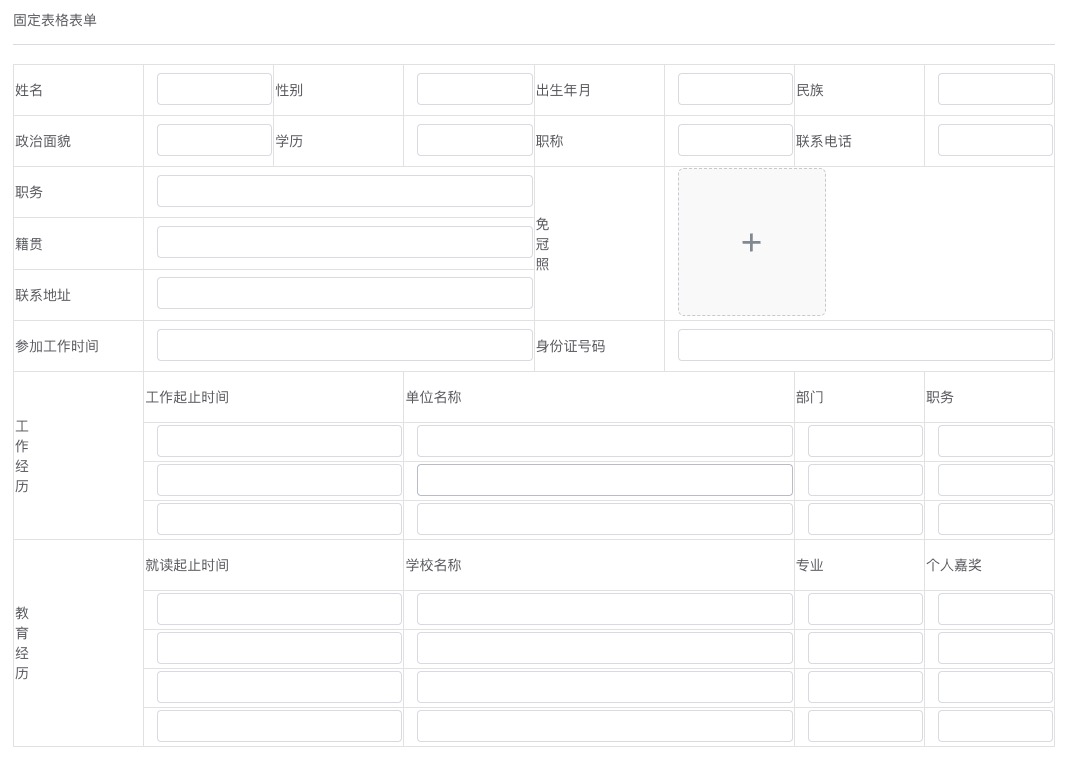 固定表格表单
姓名 性别 出生年月 民族
政治面貌 学历 职称 联系电话
职务
籍贯
联系地址
免
冠
照
参加工作时间 身份证号码
工
作
经
历
工作起止时间 单位名称 部门 职务
教
育
经
历
就读起止时间 学校名称 专业 个人嘉奖